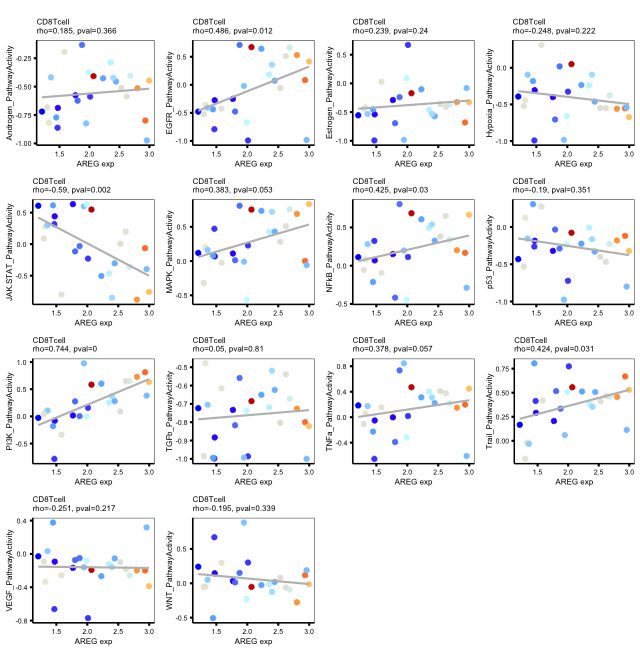 CD8Tcell
rho=0.185, pval=0.366
Androgen_PathwayActivity
-0.25
-0.50
-0.75
-1.00
1.5 2.0 2.5 3.0
AREG exp
CD8Tcell
rho=0.486, pval=0.012
EGFR_PathwayActivity
0.5
0.0
-0.5
-1.0
1.5 2.0 2.5 3.0
AREG exp
CD8Tcell
rho=0.239, pval=0.24
Estrogen_PathwayActivity
0.5
0.0
-0.5
-1.0
1.5 2.0 2.5 3.0
AREG exp
CD8Tcell
rho=-0.248, pval=0.222
Hypoxia_PathwayActivity
0.0
-0.5
-1.0
1.5 2.0 2.5 3.0
AREG exp
CD8Tcell
rho=-0.59, pval=0.002
JAK-STAT_PathwayActivity
0.5
0.0
-0.5
1.5 2.0 2.5 3.0
AREG exp
CD8Tcell
rho=0.383, pval=0.053
MAPK_PathwayActivity
0.5
0.0
-0.5
1.5 2.0 2.5 3.0
AREG exp
CD8Tcell
rho=0.425, pval=0.03
NFkB_PathwayActivity
0.5
0.0
-0.5
1.5 2.0 2.5 3.0
AREG exp
CD8Tcell
rho=-0.19, pval=0.351
p53_PathwayActivity
0.0
-0.5
-1.0
1.5 2.0 2.5 3.0
AREG exp
CD8Tcell
rho=0.744, pval=0
PI3K_PathwayActivity
1.0
0.5
0.0
-0.5
1.5 2.0 2.5 3.0
AREG exp
CD8Tcell
rho=0.05, pval=0.81
TGFb_PathwayActivity
-0.5
-0.6
-0.7
-0.8
-0.9
-1.0
1.5 2.0 2.5 3.0
AREG exp
CD8Tcell
rho=0.378, pval=0.057
TNFa_PathwayActivity
0.8
0.4
0.0
-0.4
1.5 2.0 2.5 3.0
AREG exp
CD8Tcell
rho=0.424, pval=0.031
Trail_PathwayActivity
0.75
0.50
0.25
0.00
1.5 2.0 2.5 3.0
AREG exp
CD8Tcell
rho=-0.251, pval=0.217
VEGF_PathwayActivity
0.4
0.0
-0.4
-0.8
1.5 2.0 2.5 3.0
AREG exp
CD8Tcell
rho=-0.195, pval=0.339
WNT_PathwayActivity
0.5
0.0
-0.5
1.5 2.0 2.5 3.0
AREG exp